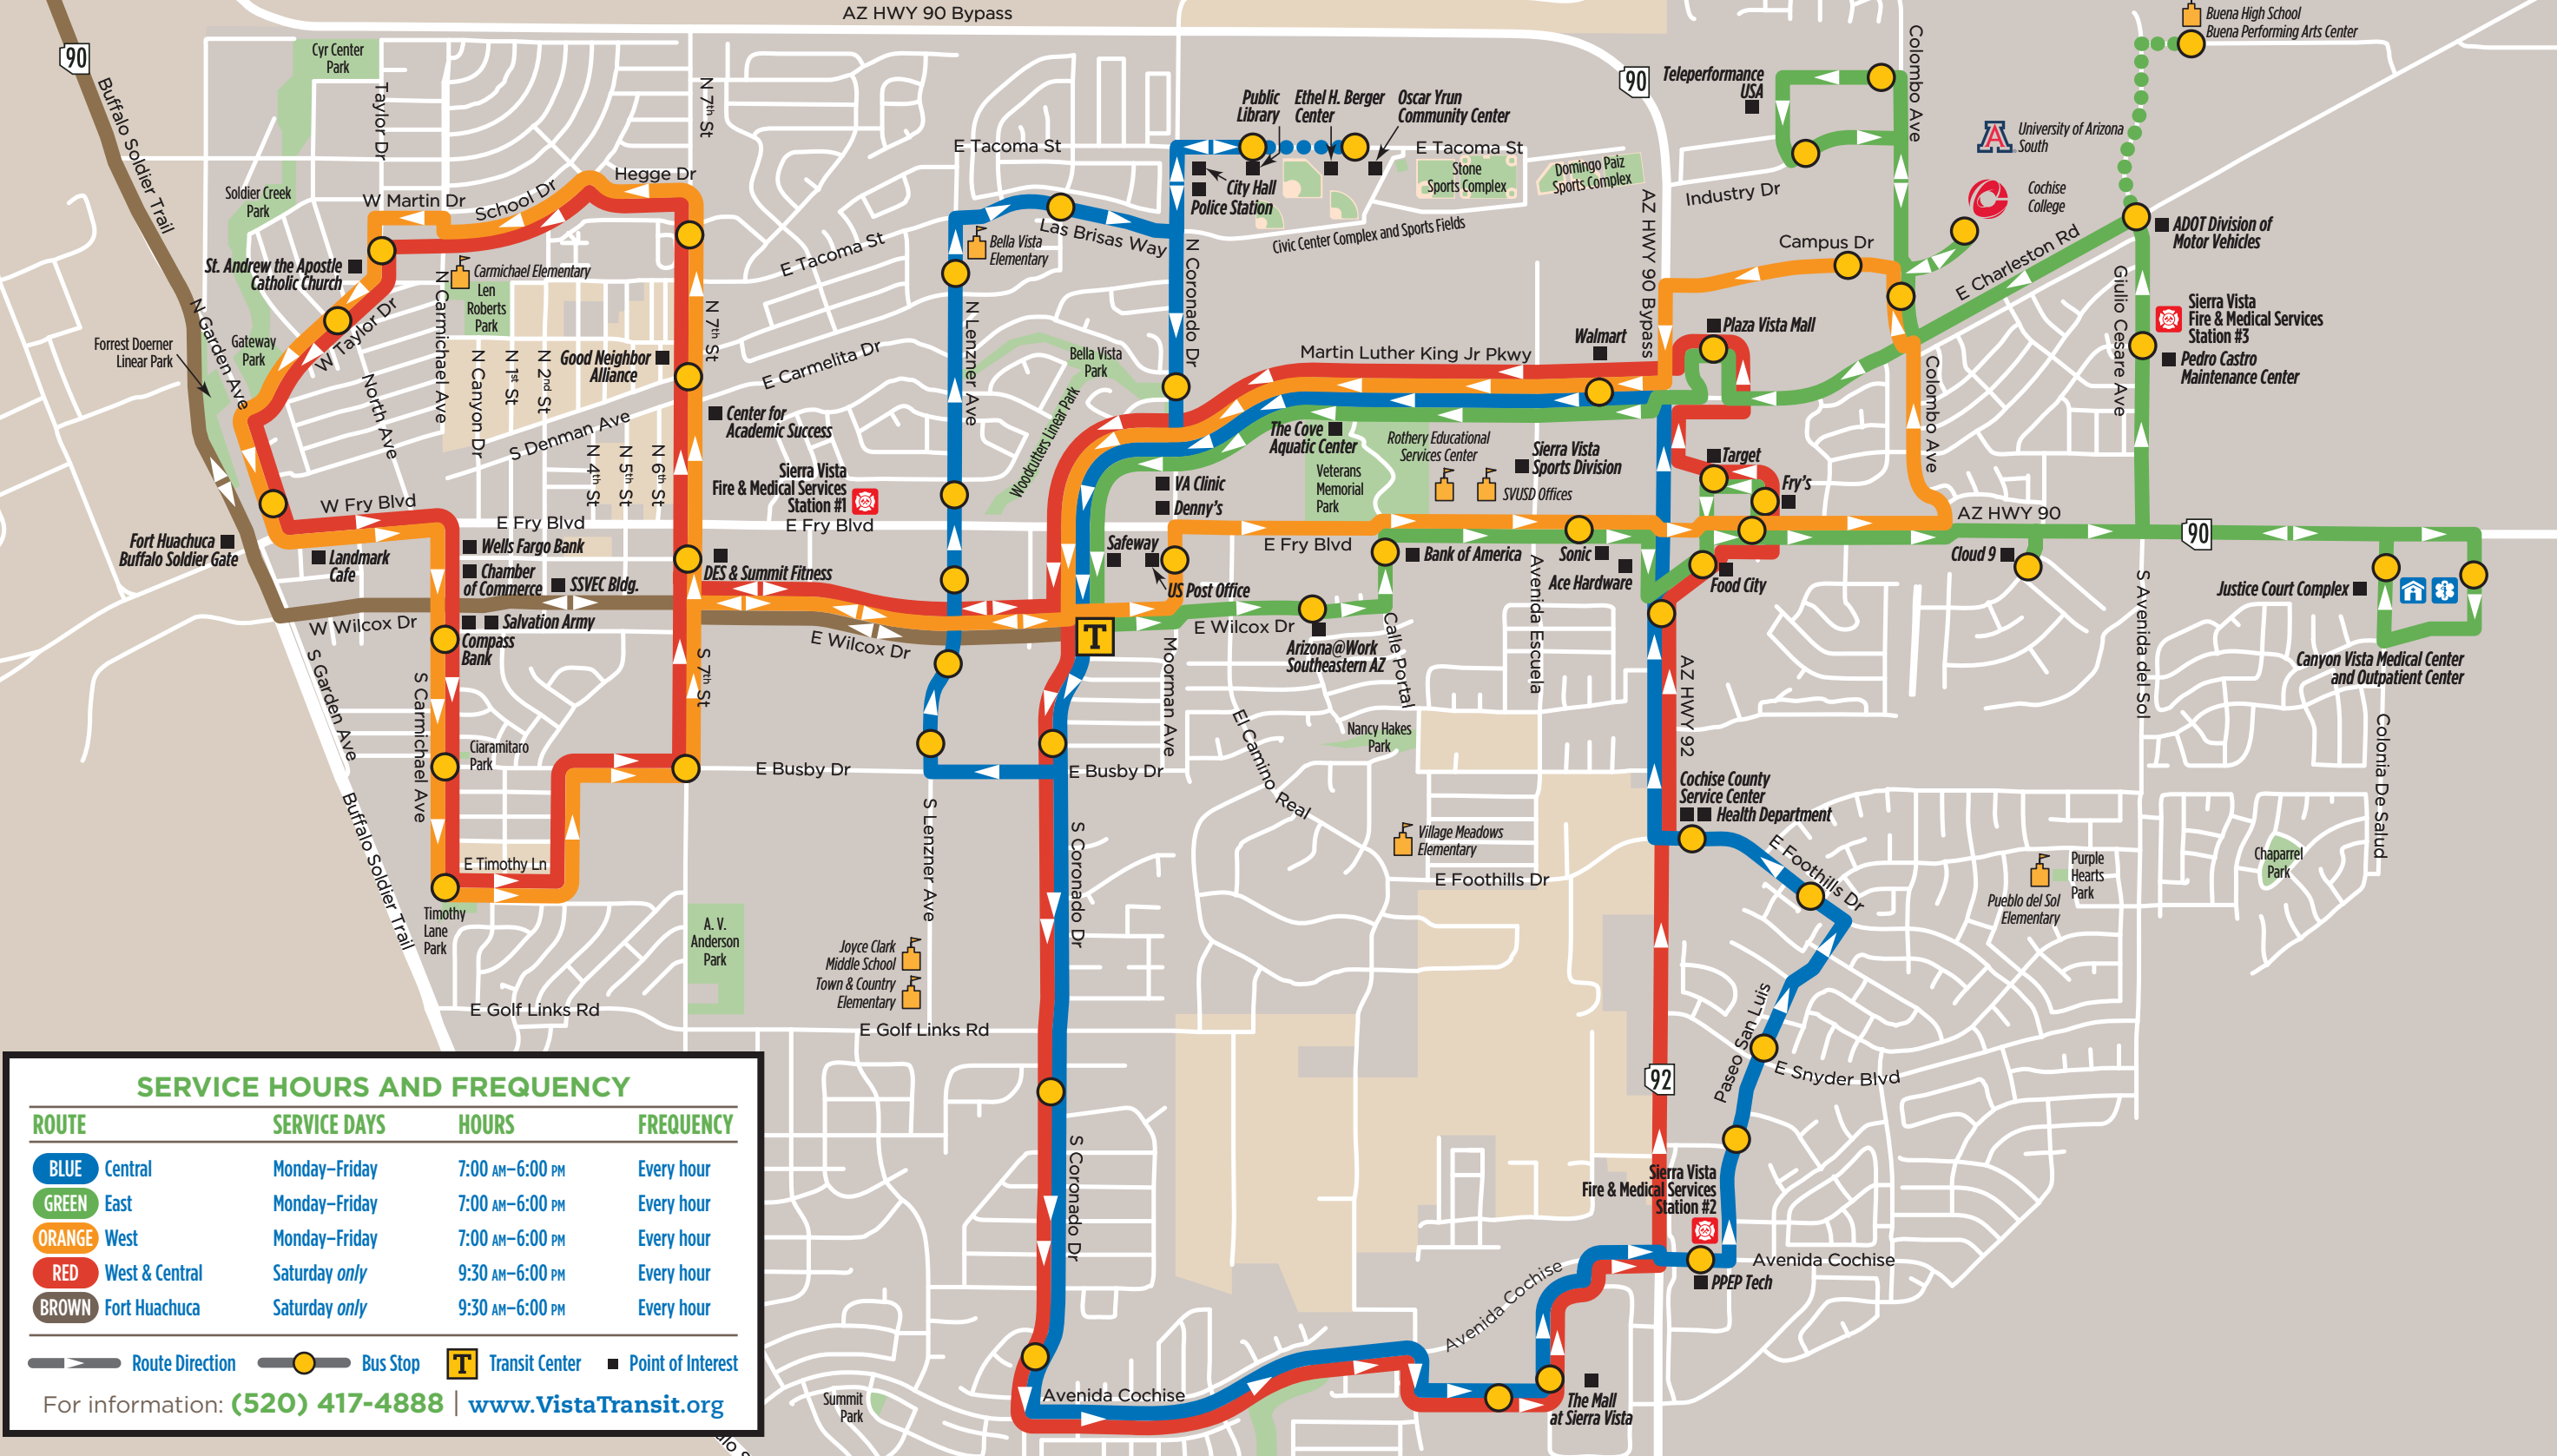 AZ HWY 90 Bypass
90
Buffalo Soldier Trail
Cyr Center
Park
Taylor Dr
N 7th St
Hegge Dr
School Dr
W Martin Dr
Soldier Creek
Park
St. Andrew the Apostle
Catholic Church
Carmichael Elementary
Len
Roberts
Park
N Carmichael Ave
W Taylor Dr
N Garden Ave
Gateway
Park
Forrest Doerner
Linear Park
North Ave
N Canyon Dr
N 1st St
N 2nd St
Good Neighbor
Alliance
N 7th St
S Denman Ave
N 4th St
N 5th St
N 6th St
Center for
Academic Success
E Tacoma St
E Carmelita Dr
E Tacoma St
Bella Vista
Elementary
Las Brisas Way
N Lenzner Ave
N Coronado Dr
Bella Vista
Park
Woodcutters Linear Park
Sierra Vista
Fire & Medical Services
Station #1
E Fry Blvd
Public
Library
Ethel H. Berger
Center
Oscar Yrun
Community Center
E Tacoma St
City Hall
Police Station
Stone
Sports Complex
Domingo Paiz
Sports Complex
Civic Center Complex and Sports Fields
90
Teleperformance
USA
Colombo Ave
Industry Dr
AZ HWY 90 Bypass
University of Arizona
South
Cochise
College
Campus Dr
E Charleston Rd
Buena High School
Buena Performing Arts Center
ADOT Division of
Motor Vehicles
Giulio Cesare Ave
Sierra Vista
Fire & Medical Services
Station #3
Pedro Castro
Maintenance Center
Plaza Vista Mall
Walmart
Martin Luther King Jr Pkwy
Colombo Ave
The Cove
Aquatic Center
Rothery Educational
Services Center
Sierra Vista
Sports Division
SVUSD Offices
Veterans
Memorial
Park
Target
Fry's
VA Clinic
Denny's
AZ HWY 90
90
W Fry Blvd
E Fry Blvd
Fort Huachuca
Buffalo Soldier Gate
Landmark
Cafe
Wells Fargo Bank
Chamber
of Commerce
SSVEC Bldg.
DES & Summit Fitness
Safeway
US Post Office
E Fry Blvd
Bank of America
Sonic
Ace Hardware
Food City
Cloud 9
Justice Court Complex
Canyon Vista Medical Center
and Outpatient Center
W Wilcox Dr
Salvation Army
Compass
Bank
E Wilcox Dr
T
E Wilcox Dr
Arizona@Work
Southeastern AZ
Calle Portal
Avenida Escuela
S Garden Ave
S Carmichael Ave
S 7th St
Moorman Ave
El Camino Real
Nancy Hakes
Park
AZ HWY 92
S Avenida del Sol
Colonia De Salud
Ciaramitaro
Park
E Busby Dr
E Busby Dr
Cochise County
Service Center
Health Department
E Foothills Dr
Buffalo Soldier Trail
E Timothy Ln
Timothy
Lane
Park
S Lenzner Ave
S Coronado Dr
Village Meadows
Elementary
E Foothills Dr
Purple
Hearts
Park
Pueblo del Sol
Elementary
Chaparrel
Park
A. V.
Anderson
Park
Joyce Clark
Middle School
Town & Country
Elementary
E Golf Links Rd
E Golf Links Rd
92
Paseo San Luis
E Snyder Blvd
S Coronado Dr
Sierra Vista
Fire & Medical Services
Station #2
Avenida Cochise
PPEP Tech
Avenida Cochise
Avenida Cochise
The Mall
at Sierra Vista
Summit
Park
SERVICE HOURS AND FREQUENCY
ROUTE SERVICE DAYS HOURS FREQUENCY
BLUE Central Monday–Friday 7:00 AM–6:00 PM Every hour
GREEN East Monday–Friday 7:00 AM–6:00 PM Every hour
ORANGE West Monday–Friday 7:00 AM–6:00 PM Every hour
RED West & Central Saturday only 9:30 AM–6:00 PM Every hour
BROWN Fort Huachuca Saturday only 9:30 AM–6:00 PM Every hour
Route Direction Bus Stop T Transit Center Point of Interest
For information: (520) 417-4888 | www.VistaTransit.org